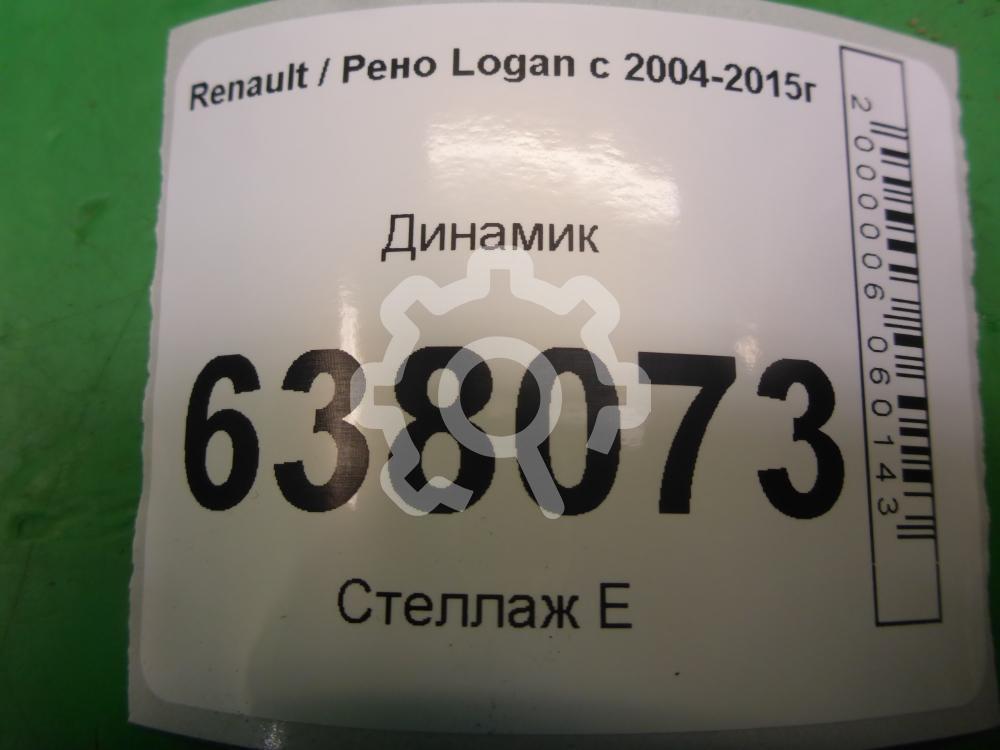 Renault / Рено Logan с 2004-2015г
Динамик
638073
Стеллаж Е
2000006060143